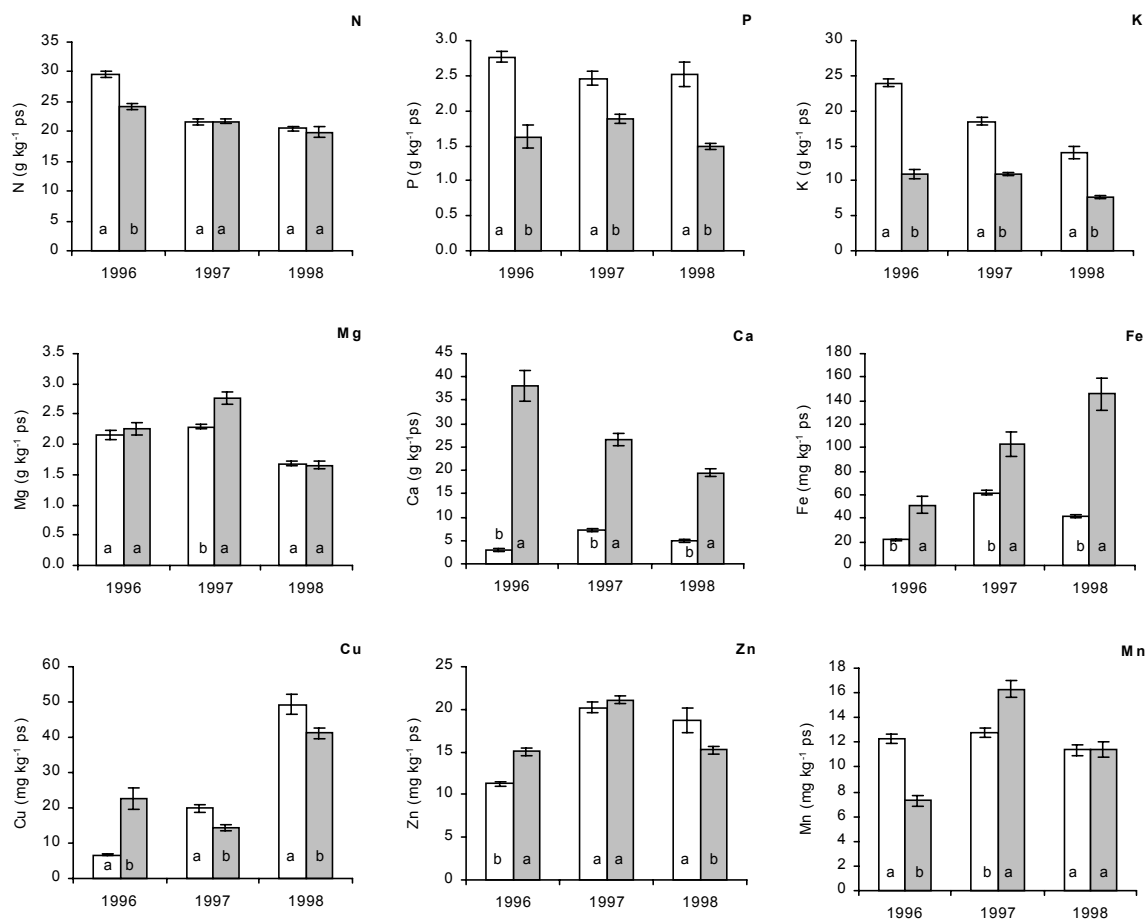 N
35
30
25
20
15
10
5
0
N (g kg⁻¹ ps)
a b a a a a
1996 1997 1998
P
3.0
2.5
2.0
1.5
1.0
0.5
0.0
P (g kg⁻¹ ps)
a b a b a b
1996 1997 1998
K
30
25
20
15
10
5
0
K (g kg⁻¹ ps)
a b a b a b
1996 1997 1998
Mg
3.5
3.0
2.5
2.0
1.5
1.0
0.5
0.0
Mg (g kg⁻¹ ps)
a a b a a a
1996 1997 1998
Ca
45
40
35
30
25
20
15
10
5
0
Ca (g kg⁻¹ps)
b a b a b a
1996 1997 1998
Fe
180
160
140
120
100
80
60
40
20
0
Fe (mg kg⁻¹ ps)
b a b a b a
1996 1997 1998
Cu
60
50
40
30
20
10
0
Cu (mg kg⁻¹ ps)
a b a b a b
1996 1997 1998
Zn
25
20
15
10
5
0
Zn (mg kg⁻¹ ps)
b a a a a b
1996 1997 1998
Mn
18
16
14
12
10
8
6
4
2
0
Mn (mg kg⁻¹ ps)
a b b a a a
1996 1997 1998